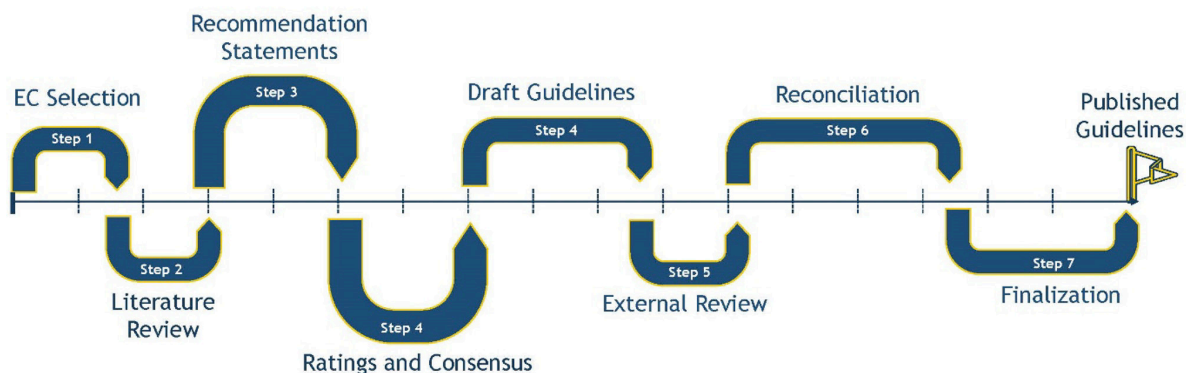 EC Selection
Step 1
Step 2
Literature
Review
Recommendation
Statements
Step 3
Step 4
Ratings and Consensus
Draft Guidelines
Step 4
Step 5
External Review
Reconciliation
Step 6
Step 7
Finalization
Published
Guidelines